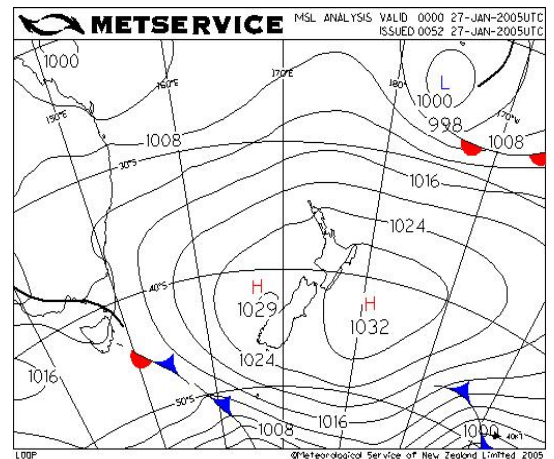 METSERVICE
MSL ANALYSIS VALID 0000 27-JAN-2005UTC
ISSUED 0052 27-JAN-2005UTC
1000
160°E
170°E
180°
L
1000
998
150°E
170°W
1008
1008
30°S
1016
1024
40°S
H
1029
H
1032
1024
1016
50°S
1016
1008
1000
40KT
LOOP
©Meteorological Service of New Zealand Limited 2005